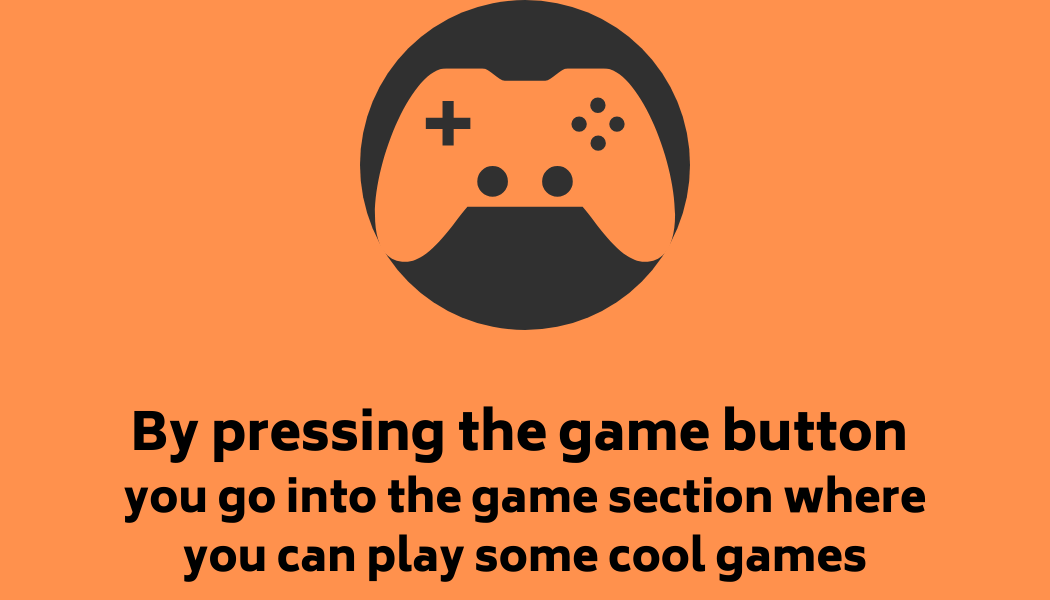 By pressing the game button
you go into the game section where
you can play some cool games